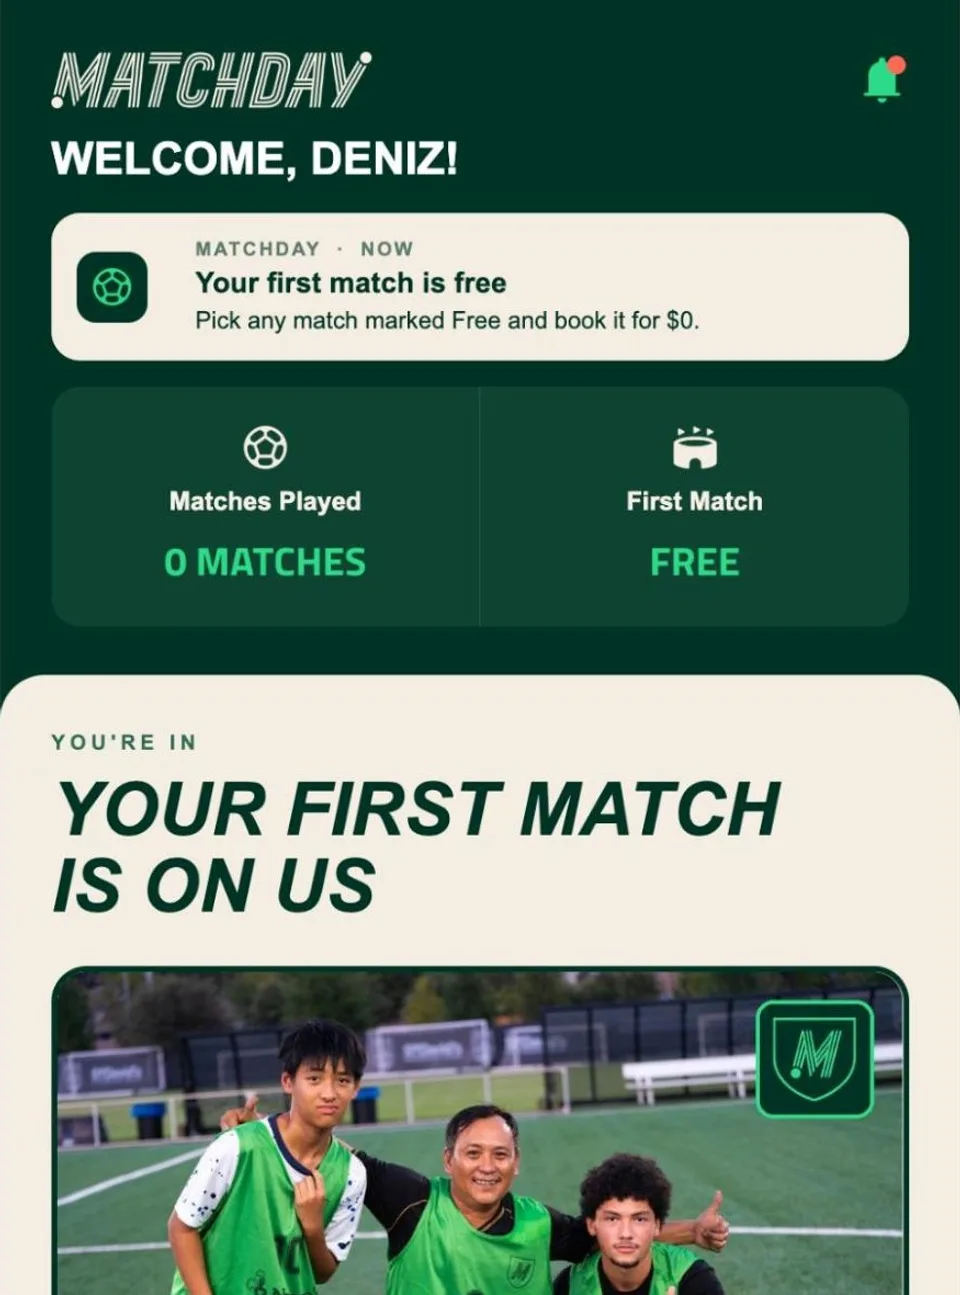 MATCHDAY
WELCOME, DENIZ!
MATCHDAY · NOW
Your first match is free
Pick any match marked Free and book it for $0.
Matches Played
First Match
0 MATCHES
FREE
YOU'RE IN
YOUR FIRST MATCH
IS ON US
M